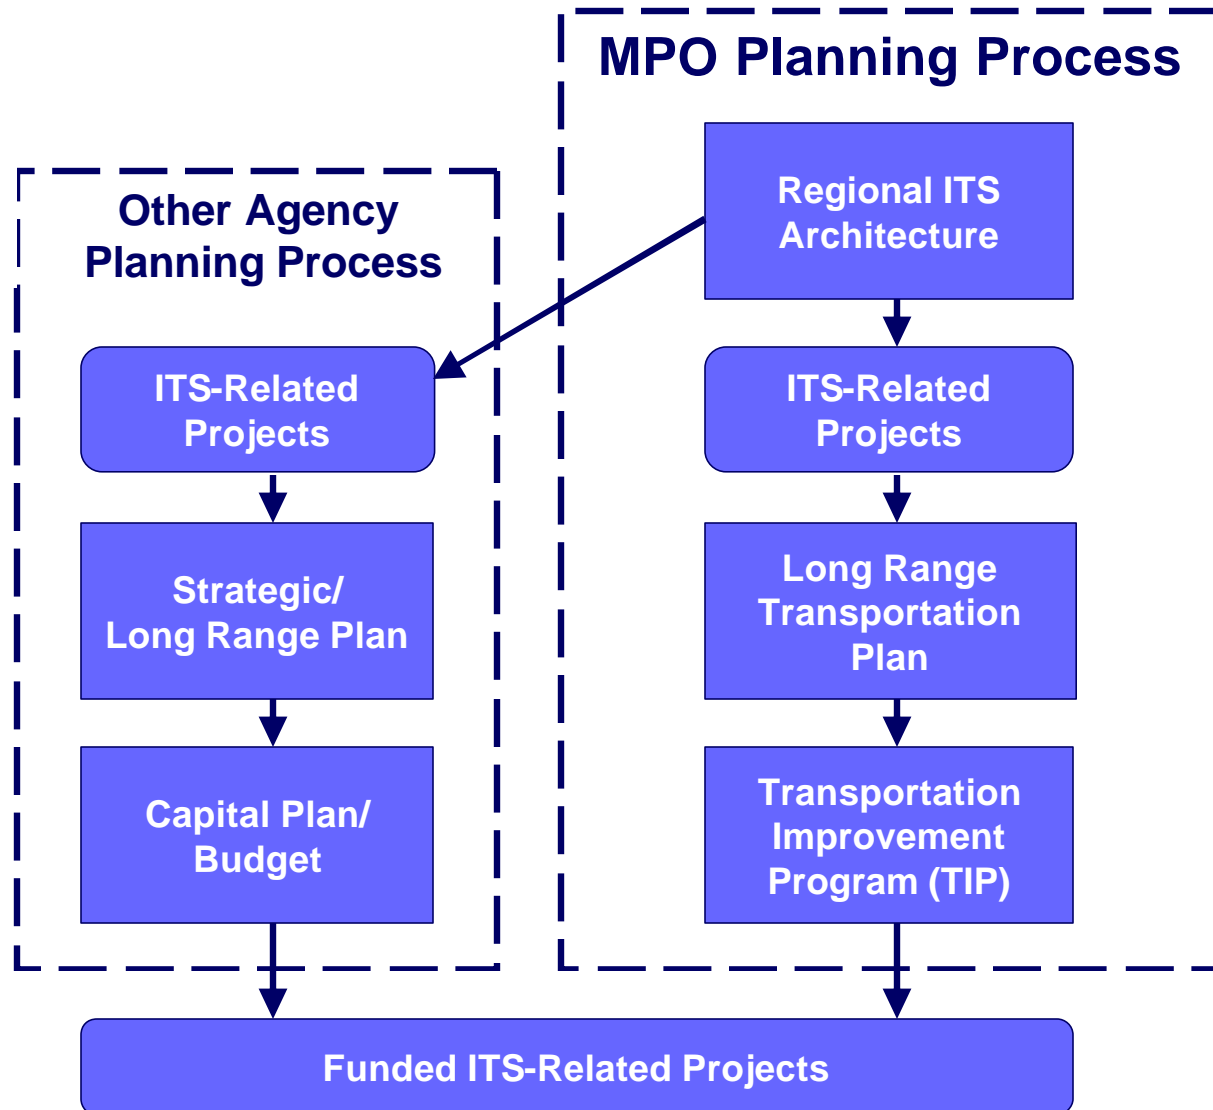 MPO Planning Process
Regional ITS
Architecture
Other Agency
Planning Process
ITS-Related
Projects
ITS-Related
Projects
Strategic/
Long Range Plan
Long Range
Transportation
Plan
Capital Plan/
Budget
Transportation
Improvement
Program (TIP)
Funded ITS-Related Projects